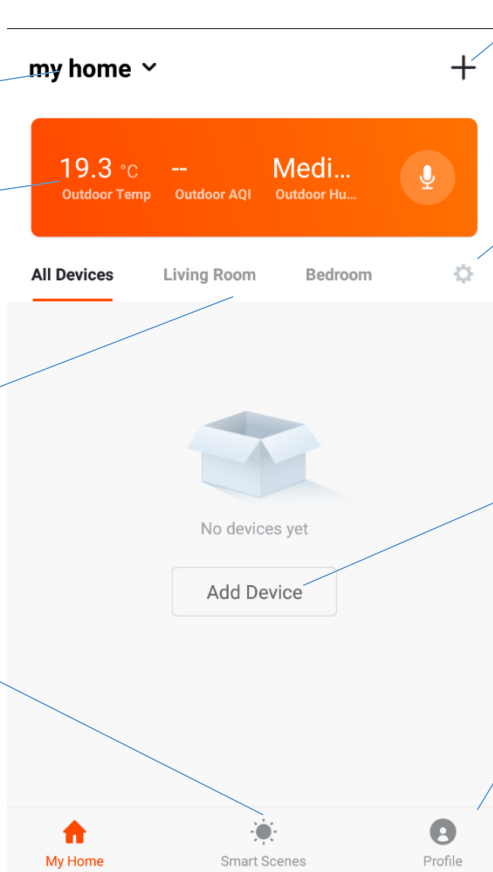 my home
19.3 °C -- Medi...
Outdoor Temp Outdoor AQI Outdoor Hu...
All Devices Living Room Bedroom
No devices yet
Add Device
My Home Smart Scenes Profile